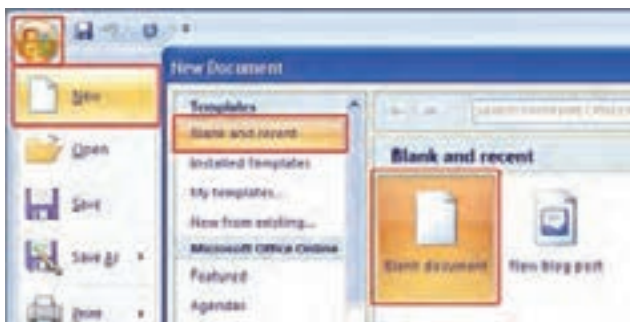 New Document
New
Open
Save
Save As
Print
Templates
Blank and recent
Installed Templates
My templates...
New from existing...
Microsoft Office Online
Featured
Agendas
Blank and recent
Blank document
New blog post